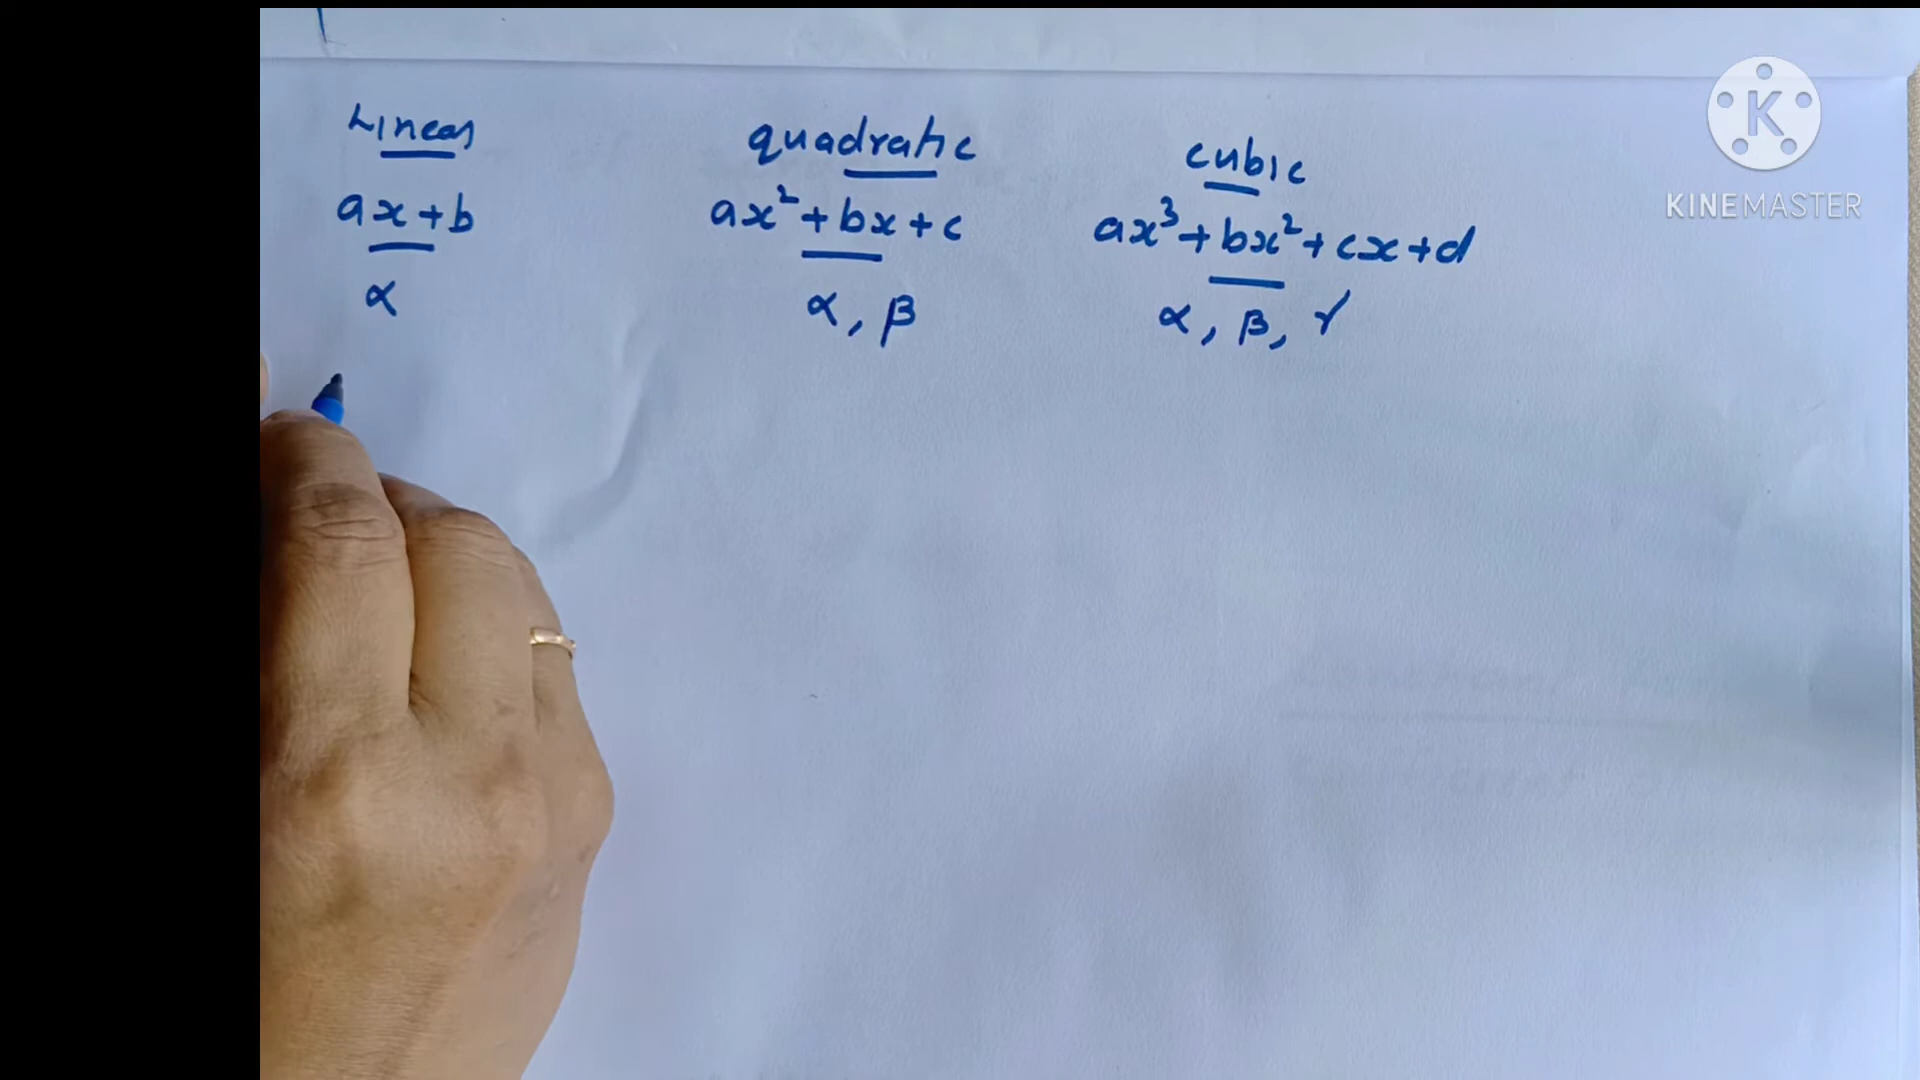 Linear
ax+b
α
quadratic
ax²+bx+c
α, β
cubic
ax³+bx²+cx+d
α, β, γ
K
KINEMASTER